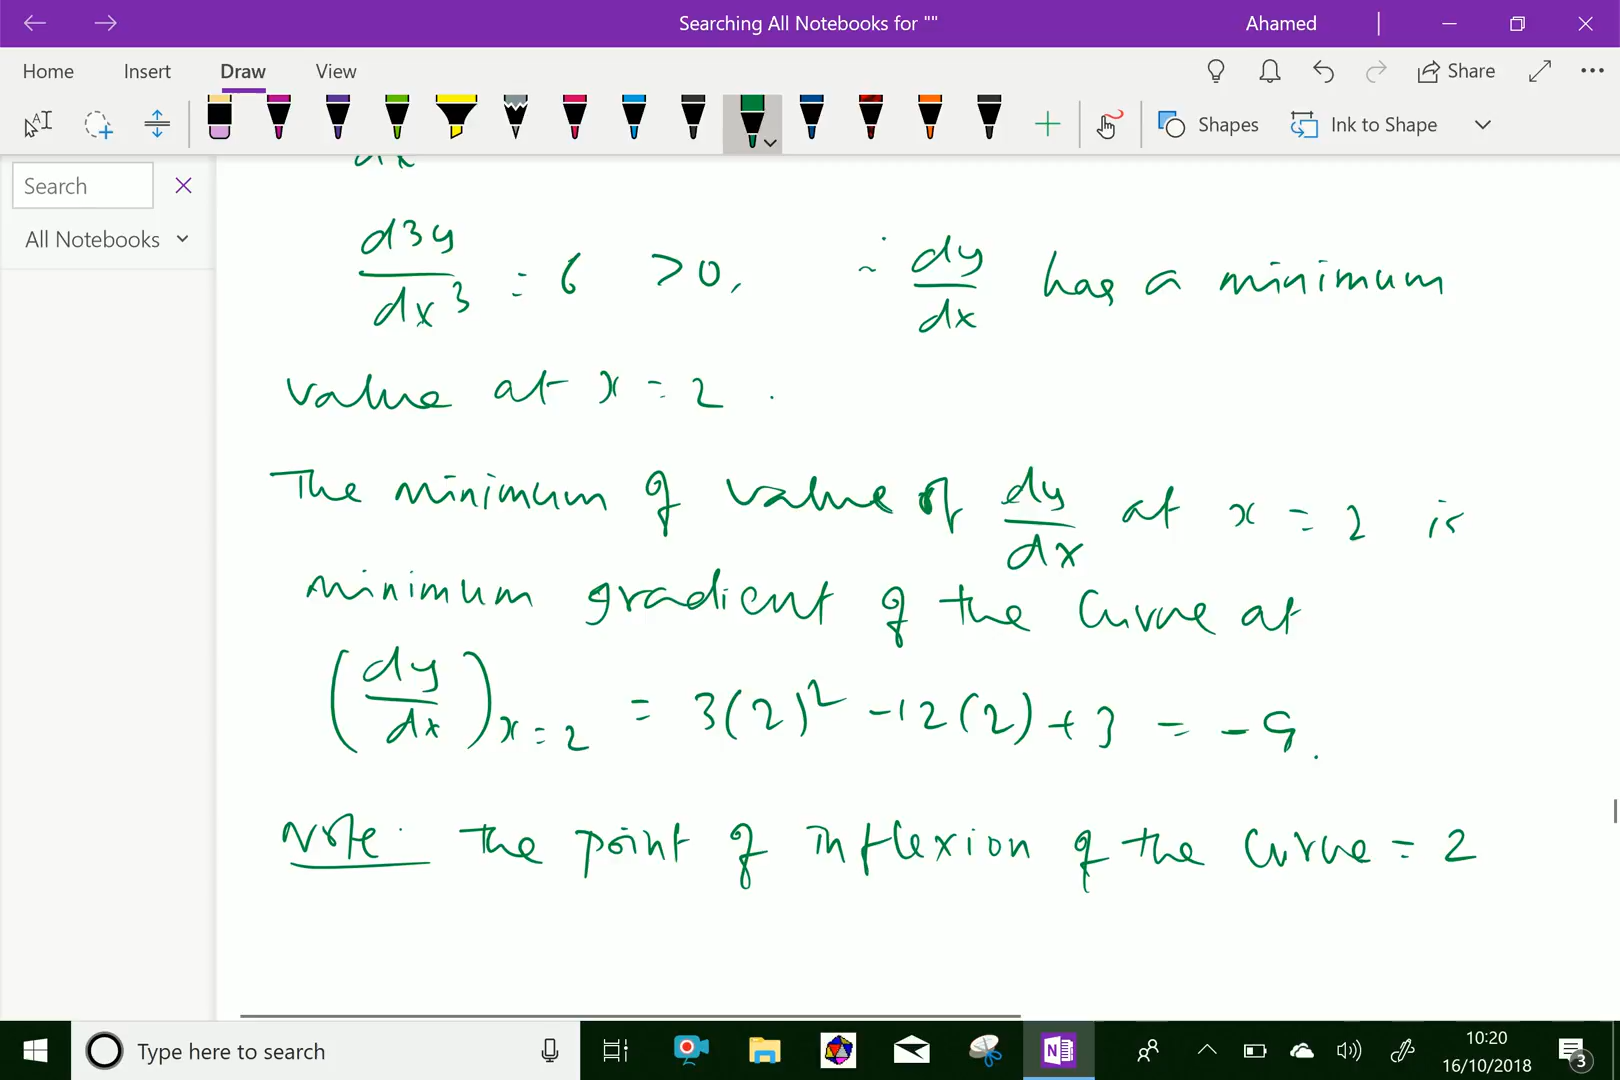 Searching All Notebooks for ""
Ahamed
Home Insert Draw View
Share
Shapes
Ink to Shape
Search
All Notebooks
dx
d3y/dx3 = 6 >0, ∴ dy/dx has a minimum
value at x = 2 .
The minimum of value of dy/dx at x = 2 is
minimum gradient of the curve at
(dy/dx)x=2 = 3(2)² -12(2) + 3 = -9.
Note: the point of inflexion of the curve = 2
Type here to search
10:20
16/10/2018
3